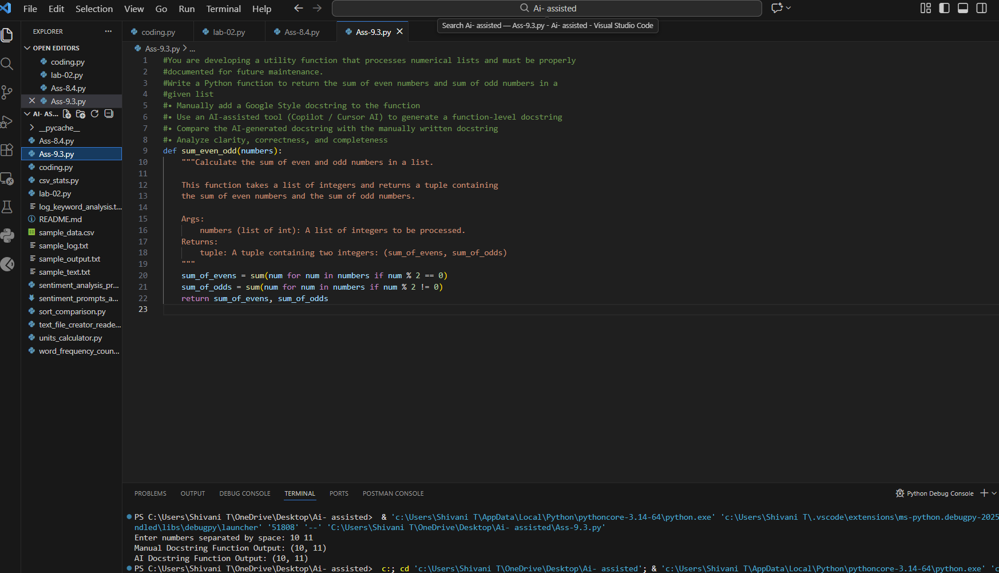 File Edit Selection View Go Run Terminal Help
Ai- assisted
Search Ai- assisted — Ass-9.3.py - Ai- assisted - Visual Studio Code
EXPLORER
OPEN EDITORS
coding.py
lab-02.py
Ass-8.4.py
Ass-9.3.py
AI- AS...
__pycache__
Ass-8.4.py
Ass-9.3.py
coding.py
csv_stats.py
lab-02.py
log_keyword_analysis.t...
README.md
sample_data.csv
sample_log.txt
sample_output.txt
sample_text.txt
sentiment_analysis_pr...
sentiment_prompts_a...
sort_comparison.py
text_file_creator_reade...
units_calculator.py
word_frequency_coun...
coding.py lab-02.py Ass-8.4.py Ass-9.3.py
Ass-9.3.py > ...
1 #You are developing a utility function that processes numerical lists and must be properly
2 #documented for future maintenance.
3 #Write a Python function to return the sum of even numbers and sum of odd numbers in a
4 #given list
5 #• Manually add a Google Style docstring to the function
6 #• Use an AI-assisted tool (Copilot / Cursor AI) to generate a function-level docstring
7 #• Compare the AI-generated docstring with the manually written docstring
8 #• Analyze clarity, correctness, and completeness
9 def sum_even_odd(numbers):
10 """Calculate the sum of even and odd numbers in a list.
11
12 This function takes a list of integers and returns a tuple containing
13 the sum of even numbers and the sum of odd numbers.
14
15 Args:
16 numbers (list of int): A list of integers to be processed.
17 Returns:
18 tuple: A tuple containing two integers: (sum_of_evens, sum_of_odds)
19 """
20 sum_of_evens = sum(num for num in numbers if num % 2 == 0)
21 sum_of_odds = sum(num for num in numbers if num % 2 != 0)
22 return sum_of_evens, sum_of_odds
23
PROBLEMS OUTPUT DEBUG CONSOLE TERMINAL PORTS POSTMAN CONSOLE
Python Debug Console
PS C:\Users\Shivani T\OneDrive\Desktop\Ai- assisted> & 'c:\Users\Shivani T\AppData\Local\Python\pythoncore-3.14-64\python.exe' 'c:\Users\Shivani T\.vscode\extensions\ms-python.debugpy-2025
ndled\libs\debugpy\launcher' '51808' '--' 'C:\Users\Shivani T\OneDrive\Desktop\Ai- assisted\Ass-9.3.py'
Enter numbers separated by space: 10 11
Manual Docstring Function Output: (10, 11)
AI Docstring Function Output: (10, 11)
PS C:\Users\Shivani T\OneDrive\Desktop\Ai- assisted> c:; cd 'c:\Users\Shivani T\OneDrive\Desktop\Ai- assisted'; & 'c:\Users\Shivani T\AppData\Local\Python\pythoncore-3.14-64\python.exe' 'c